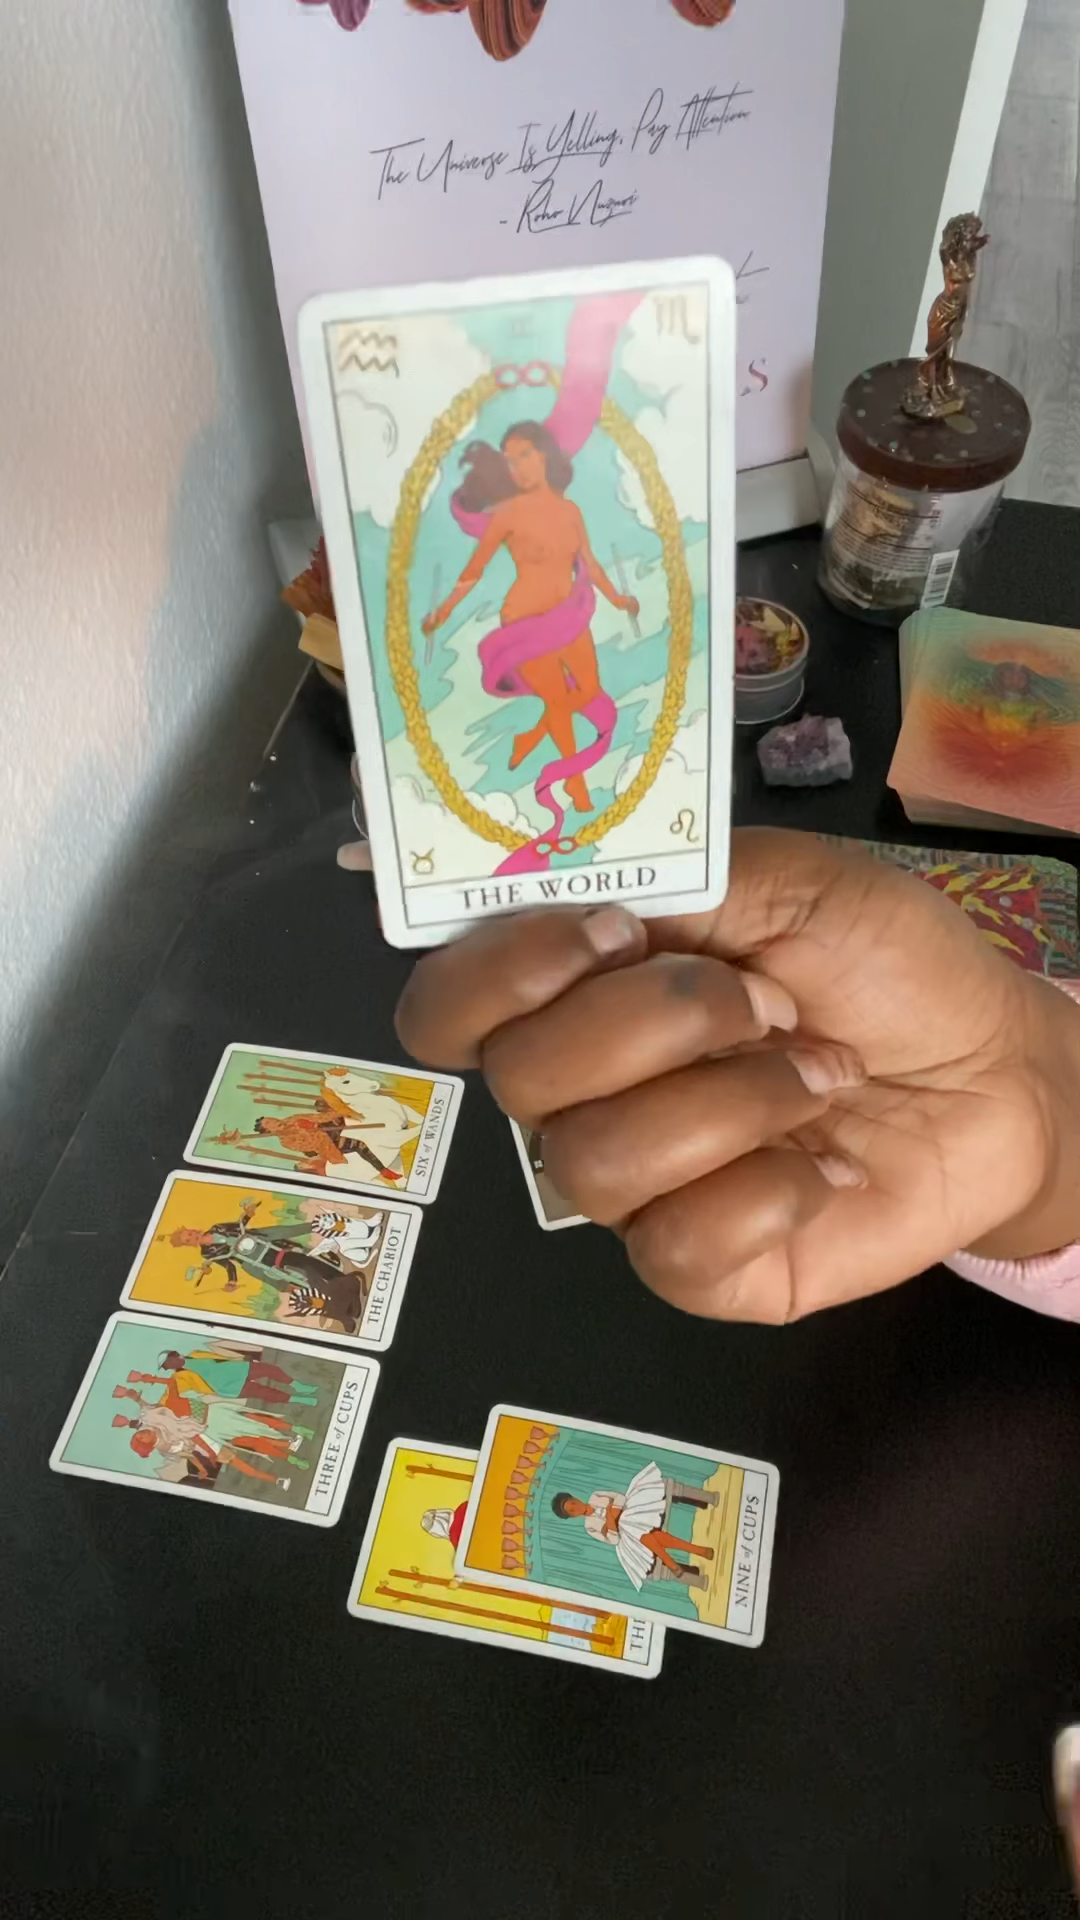 The Universe Is Yelling, Pay Attention
S
THE WORLD
SIX of WANDS
THE CHARIOT
THREE of CUPS
NINE of CUPS